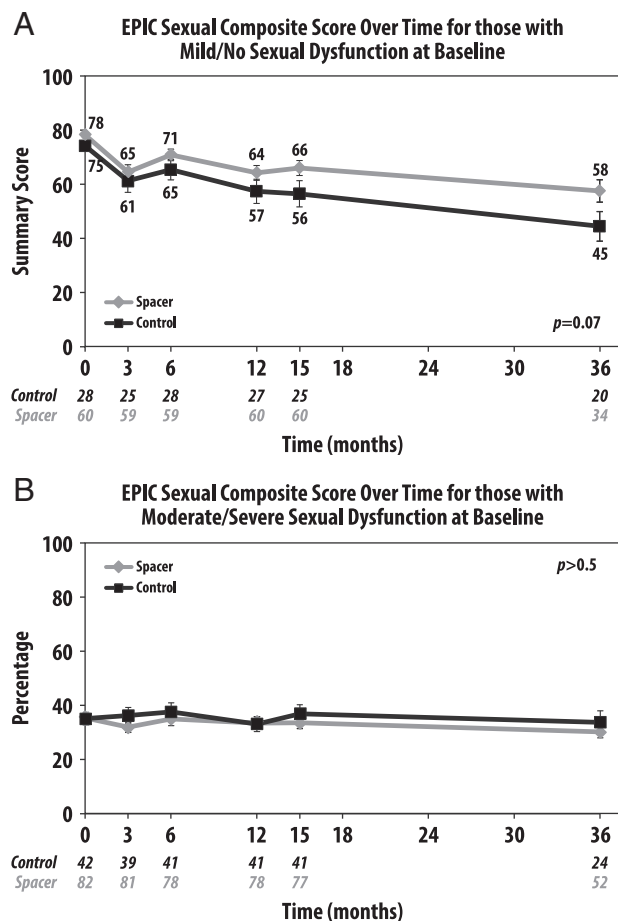 A
EPIC Sexual Composite Score Over Time for those with
Mild/No Sexual Dysfunction at Baseline
Summary Score
100
80
60
40
20
0
78
75
65
61
71
65
64
57
66
56
58
45
Spacer
Control
p=0.07
0 3 6 12 15 18 24 30 36
Control 28 25 28 27 25 20
Spacer 60 59 59 60 60 34
Time (months)
B
EPIC Sexual Composite Score Over Time for those with
Moderate/Severe Sexual Dysfunction at Baseline
Percentage
100
80
60
40
20
0
Spacer
Control
p>0.5
0 3 6 12 15 18 24 30 36
Control 42 39 41 41 41 24
Spacer 82 81 78 78 77 52
Time (months)